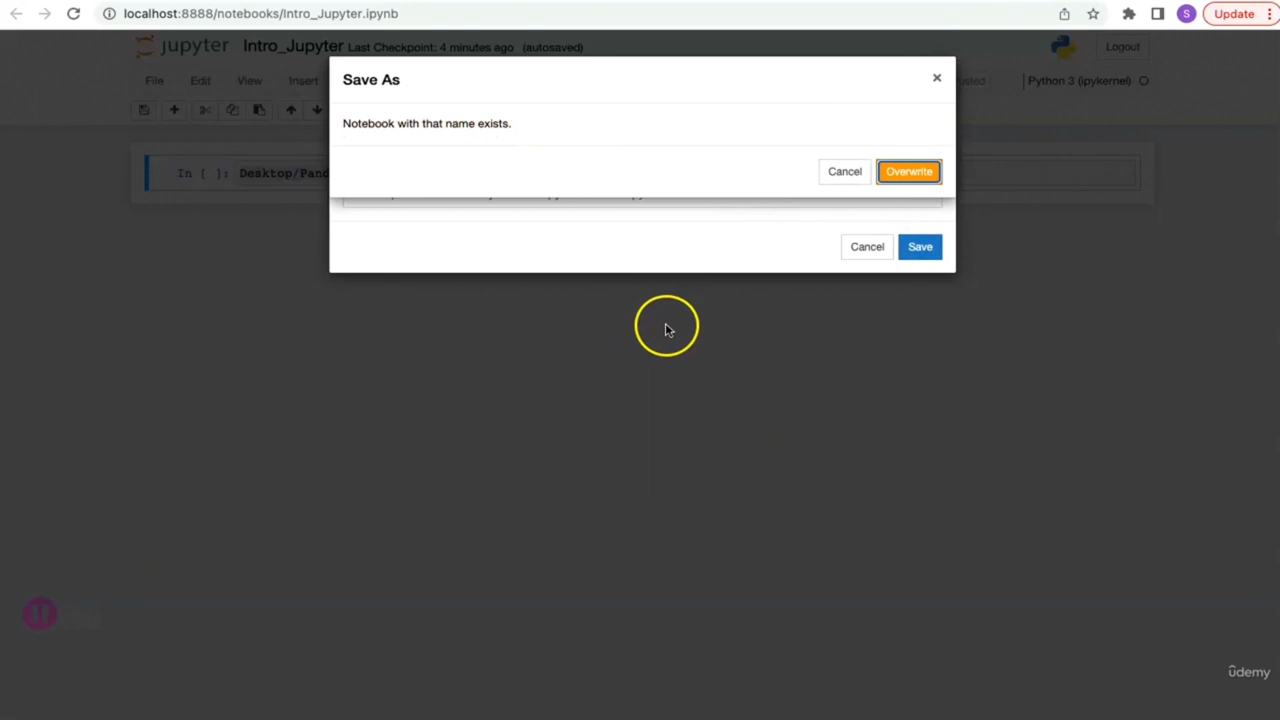 localhost:8888/notebooks/Intro_Jupyter.ipynb
S
Update
jupyter Intro_Jupyter Last Checkpoint: 4 minutes ago (autosaved)
Logout
File Edit View Insert
Python 3 (ipykernel)
Save As
×
Notebook with that name exists.
Cancel Overwrite
In [ ]: Desktop/Pand
Cancel Save
ûdemy